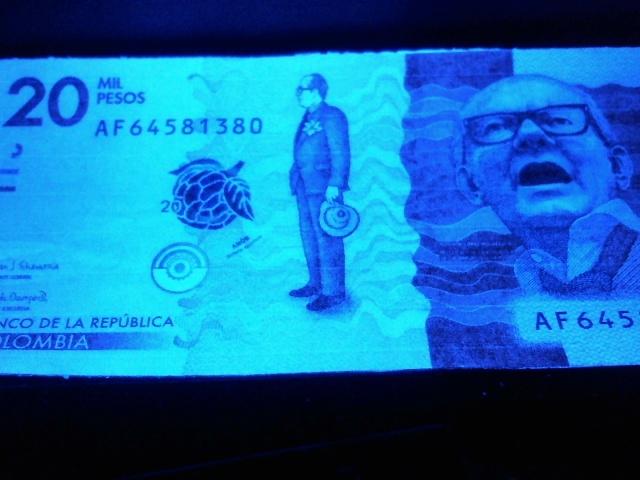 20 MIL
PESOS
AF64581380
20
NCO DE LA REPÚBLICA
OLOMBIA
AF645